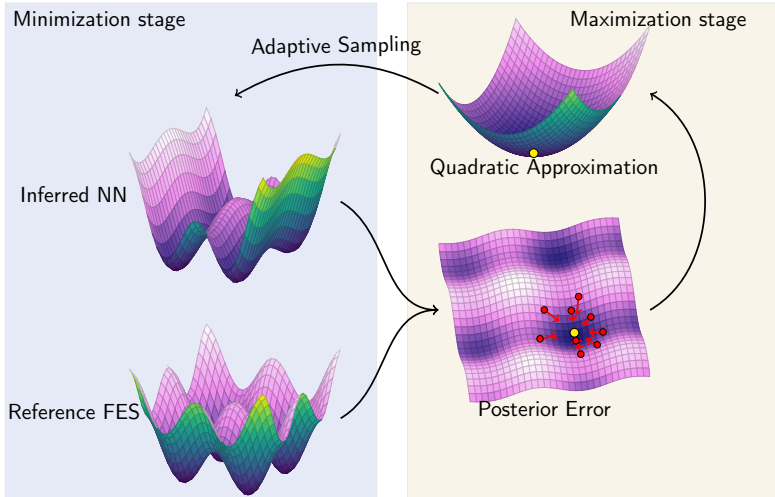 Minimization stage
Maximization stage
Adaptive Sampling
Quadratic Approximation
Inferred NN
Reference FES
Posterior Error